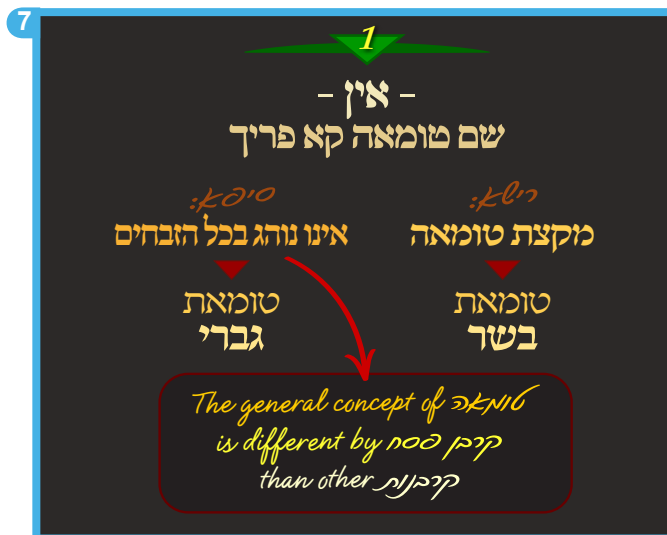 7
1
- אין -
שם טומאה קא פריך
רישא:
מקצת טומאה
טומאת
בשר
סיפא:
אינו נוהג בכל הזבחים
טומאת
גברי
The general concept of טומאה
is different by קרבן פסח
than other קרבנות